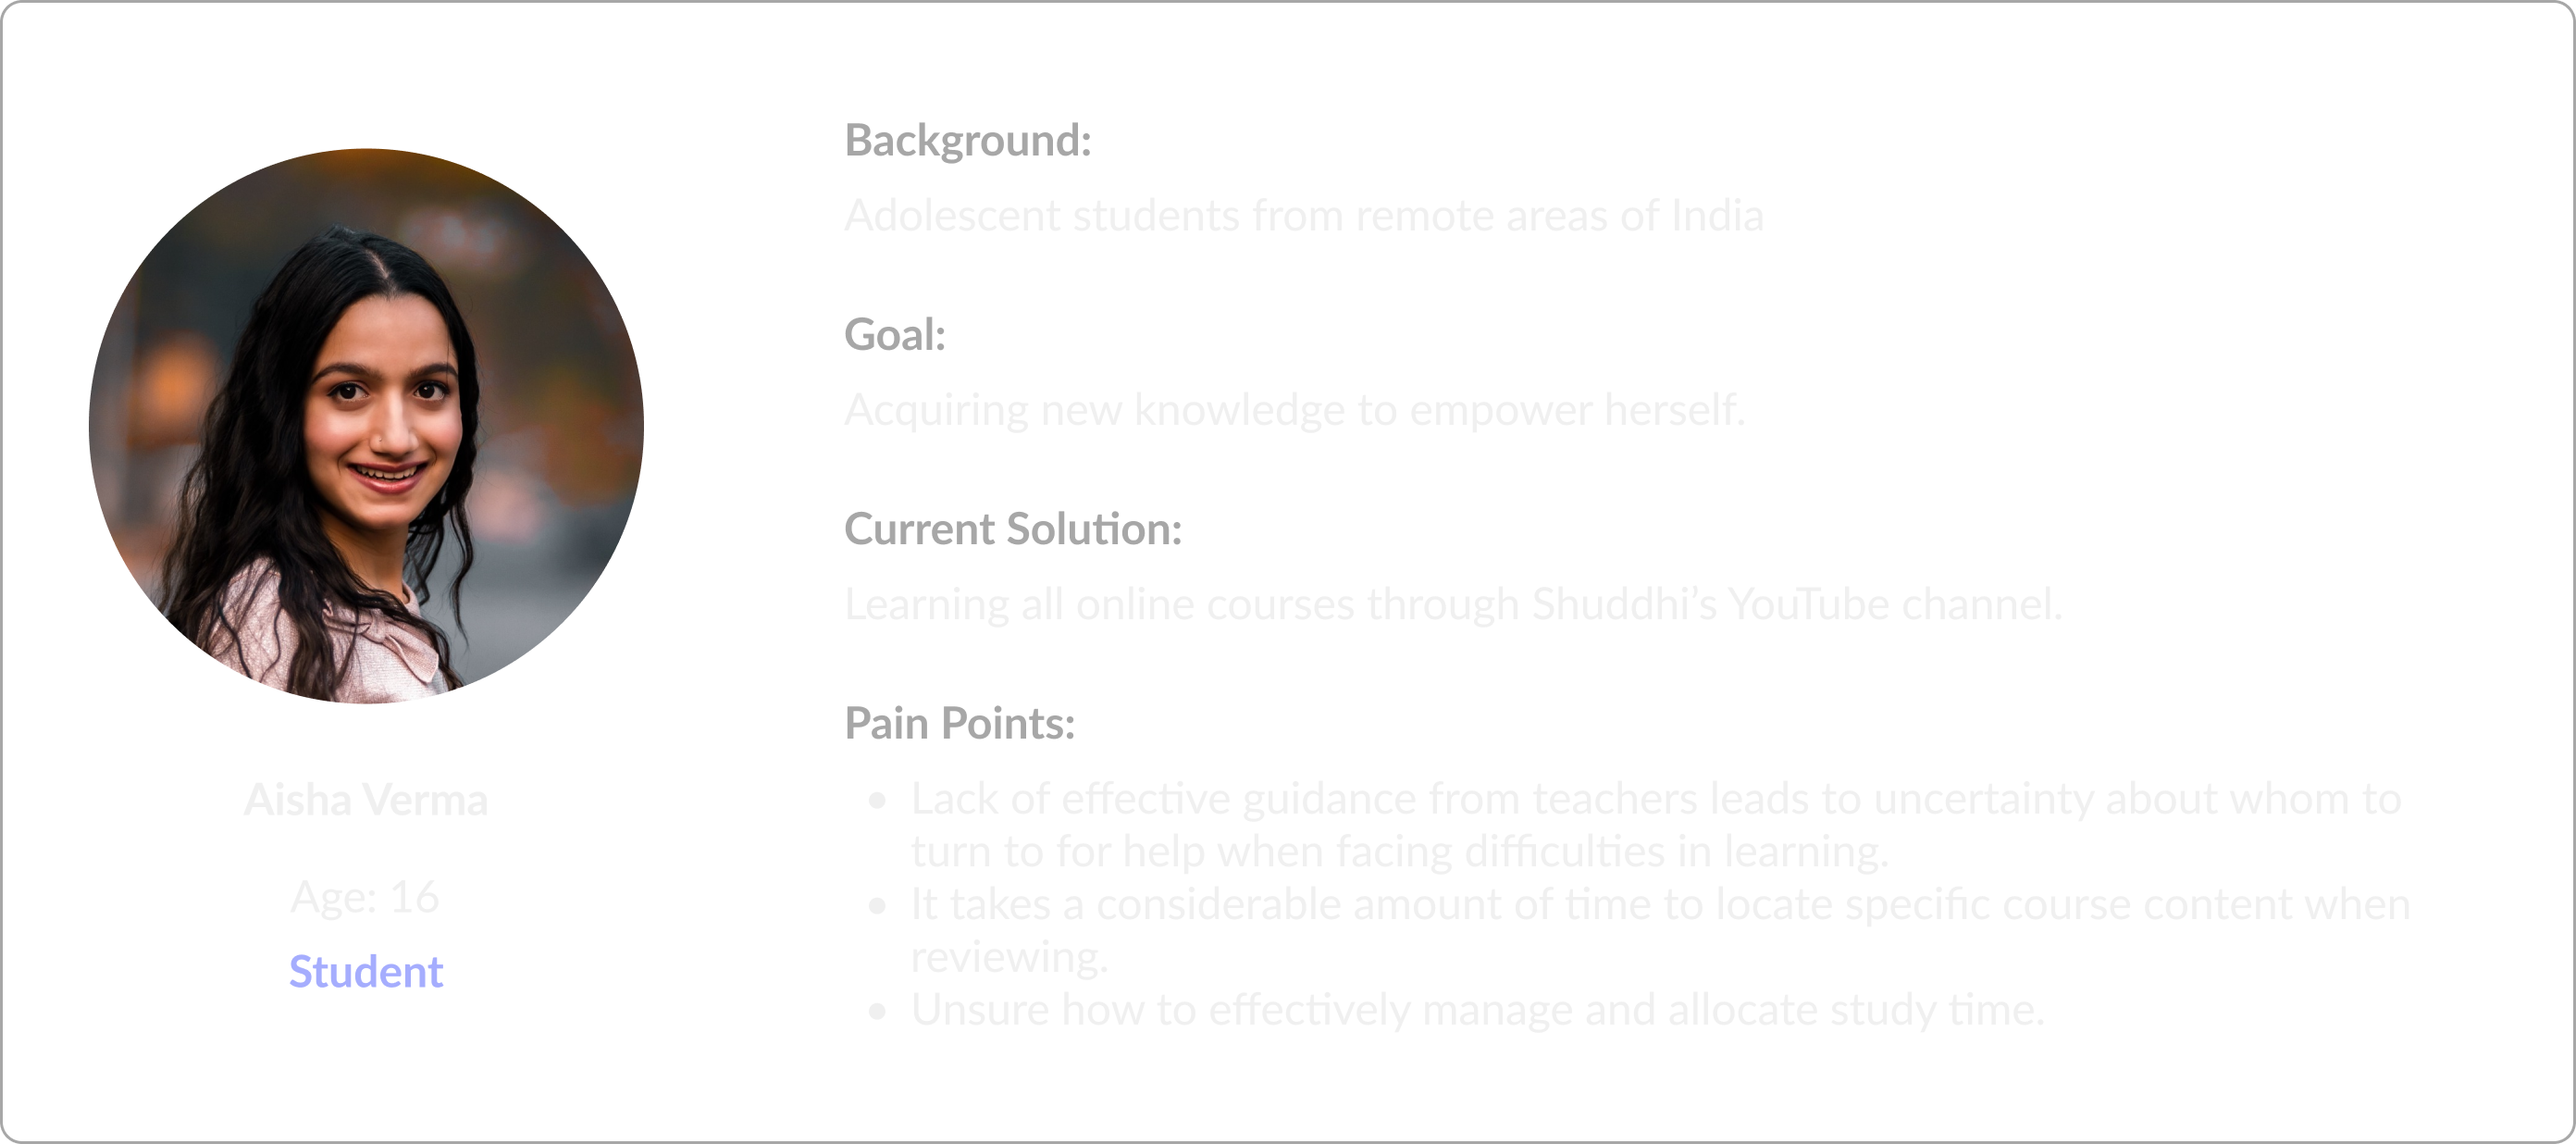 Aisha Verma
Age: 16
Student
Background:
Adolescent students from remote areas of India
Goal:
Acquiring new knowledge to empower herself.
Current Solution:
Learning all online courses through Shuddhi’s YouTube channel.
Pain Points:
• Lack of effective guidance from teachers leads to uncertainty about whom to
turn to for help when facing difficulties in learning.
• It takes a considerable amount of time to locate specific course content when
reviewing.
• Unsure how to effectively manage and allocate study time.